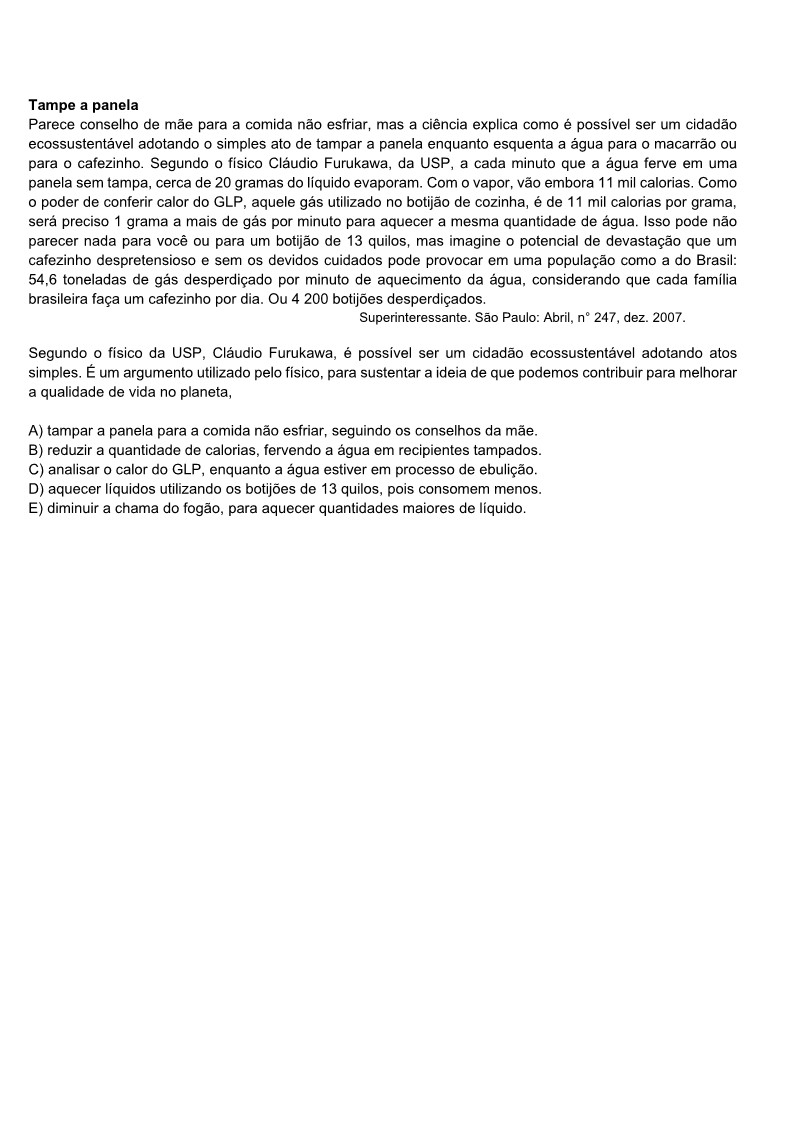 Tampe a panela
Parece conselho de mãe para a comida não esfriar, mas a ciência explica como é possível ser um cidadão
ecossustentável adotando o simples ato de tampar a panela enquanto esquenta a água para o macarrão ou
para o cafezinho. Segundo o físico Cláudio Furukawa, da USP, a cada minuto que a água ferve em uma
panela sem tampa, cerca de 20 gramas do líquido evaporam. Com o vapor, vão embora 11 mil calorias. Como
o poder de conferir calor do GLP, aquele gás utilizado no botijão de cozinha, é de 11 mil calorias por grama,
será preciso 1 grama a mais de gás por minuto para aquecer a mesma quantidade de água. Isso pode não
parecer nada para você ou para um botijão de 13 quilos, mas imagine o potencial de devastação que um
cafezinho despretensioso e sem os devidos cuidados pode provocar em uma população como a do Brasil:
54,6 toneladas de gás desperdiçado por minuto de aquecimento da água, considerando que cada família
brasileira faça um cafezinho por dia. Ou 4 200 botijões desperdiçados.
Superinteressante. São Paulo: Abril, n° 247, dez. 2007.
Segundo o físico da USP, Cláudio Furukawa, é possível ser um cidadão ecossustentável adotando atos
simples. É um argumento utilizado pelo físico, para sustentar a ideia de que podemos contribuir para melhorar
a qualidade de vida no planeta,
A) tampar a panela para a comida não esfriar, seguindo os conselhos da mãe.
B) reduzir a quantidade de calorias, fervendo a água em recipientes tampados.
C) analisar o calor do GLP, enquanto a água estiver em processo de ebulição.
D) aquecer líquidos utilizando os botijões de 13 quilos, pois consomem menos.
E) diminuir a chama do fogão, para aquecer quantidades maiores de líquido.